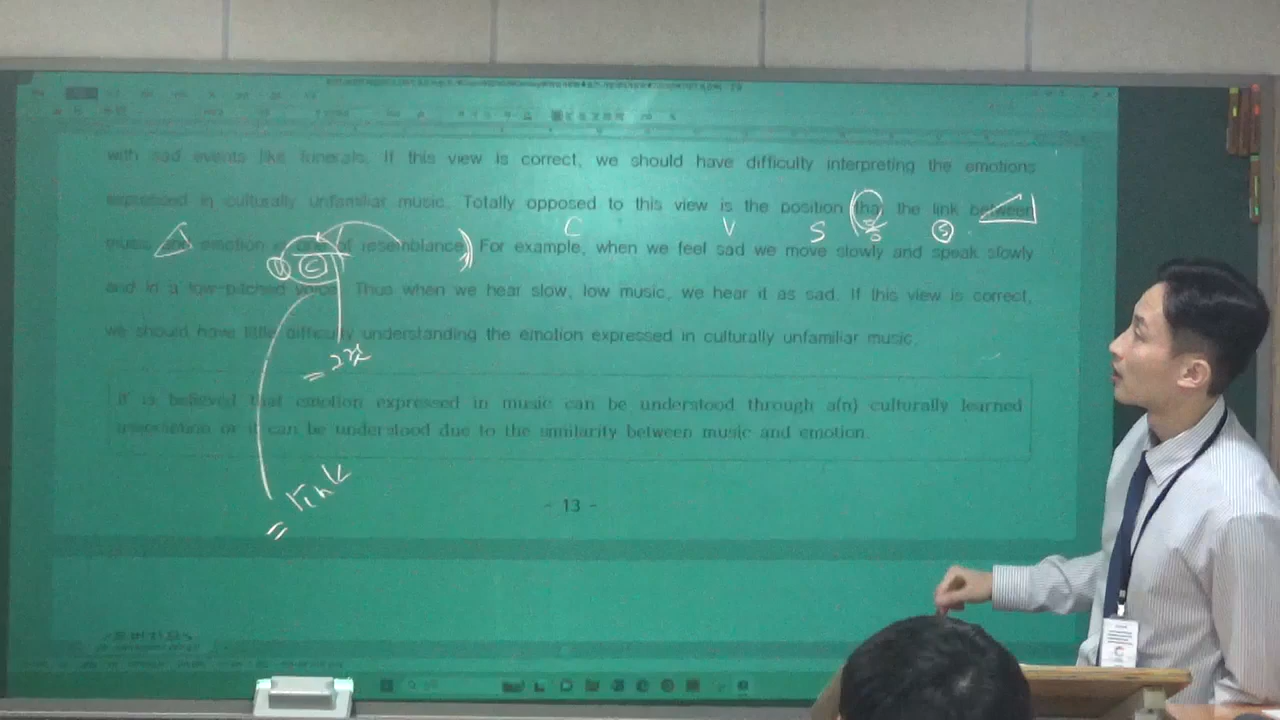 with sad events like funerals. If this view is correct, we should have difficulty interpreting the emotions
expressed in culturally unfamiliar music. Totally opposed to this view is the position that the link between
C V S S
music and emotion is one of resemblance. For example, when we feel sad we move slowly and speak slowly
C
and in a low-pitched voice. Thus when we hear slow, low music, we hear it as sad. If this view is correct,
we should have little difficulty understanding the emotion expressed in culturally unfamiliar music.
It is believed that emotion expressed in music can be understood through a(n) culturally learned
association or it can be understood due to the similarity between music and emotion.
= link
- 13 -